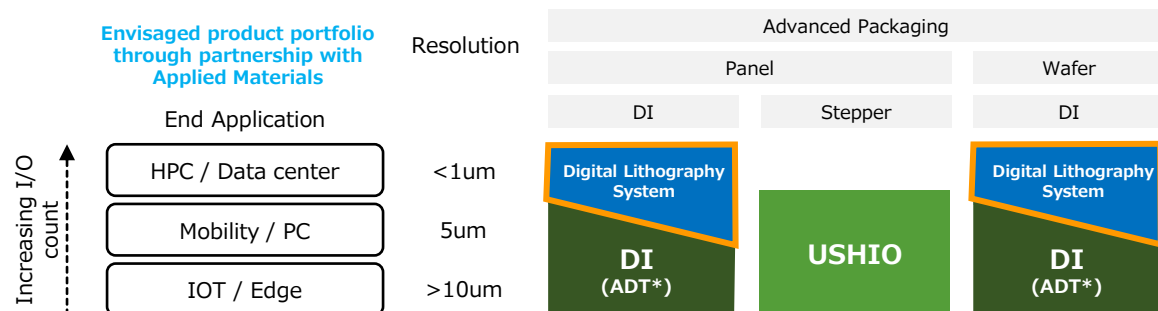 Envisaged product portfolio
through partnership with
Applied Materials
Resolution
Advanced Packaging
Panel
Wafer
End Application
DI
Stepper
DI
Increasing I/O
count
HPC / Data center
<1um
Digital Lithography
System
Digital Lithography
System
Mobility / PC
5um
USHIO
DI
(ADT*)
DI
(ADT*)
IOT / Edge
>10um